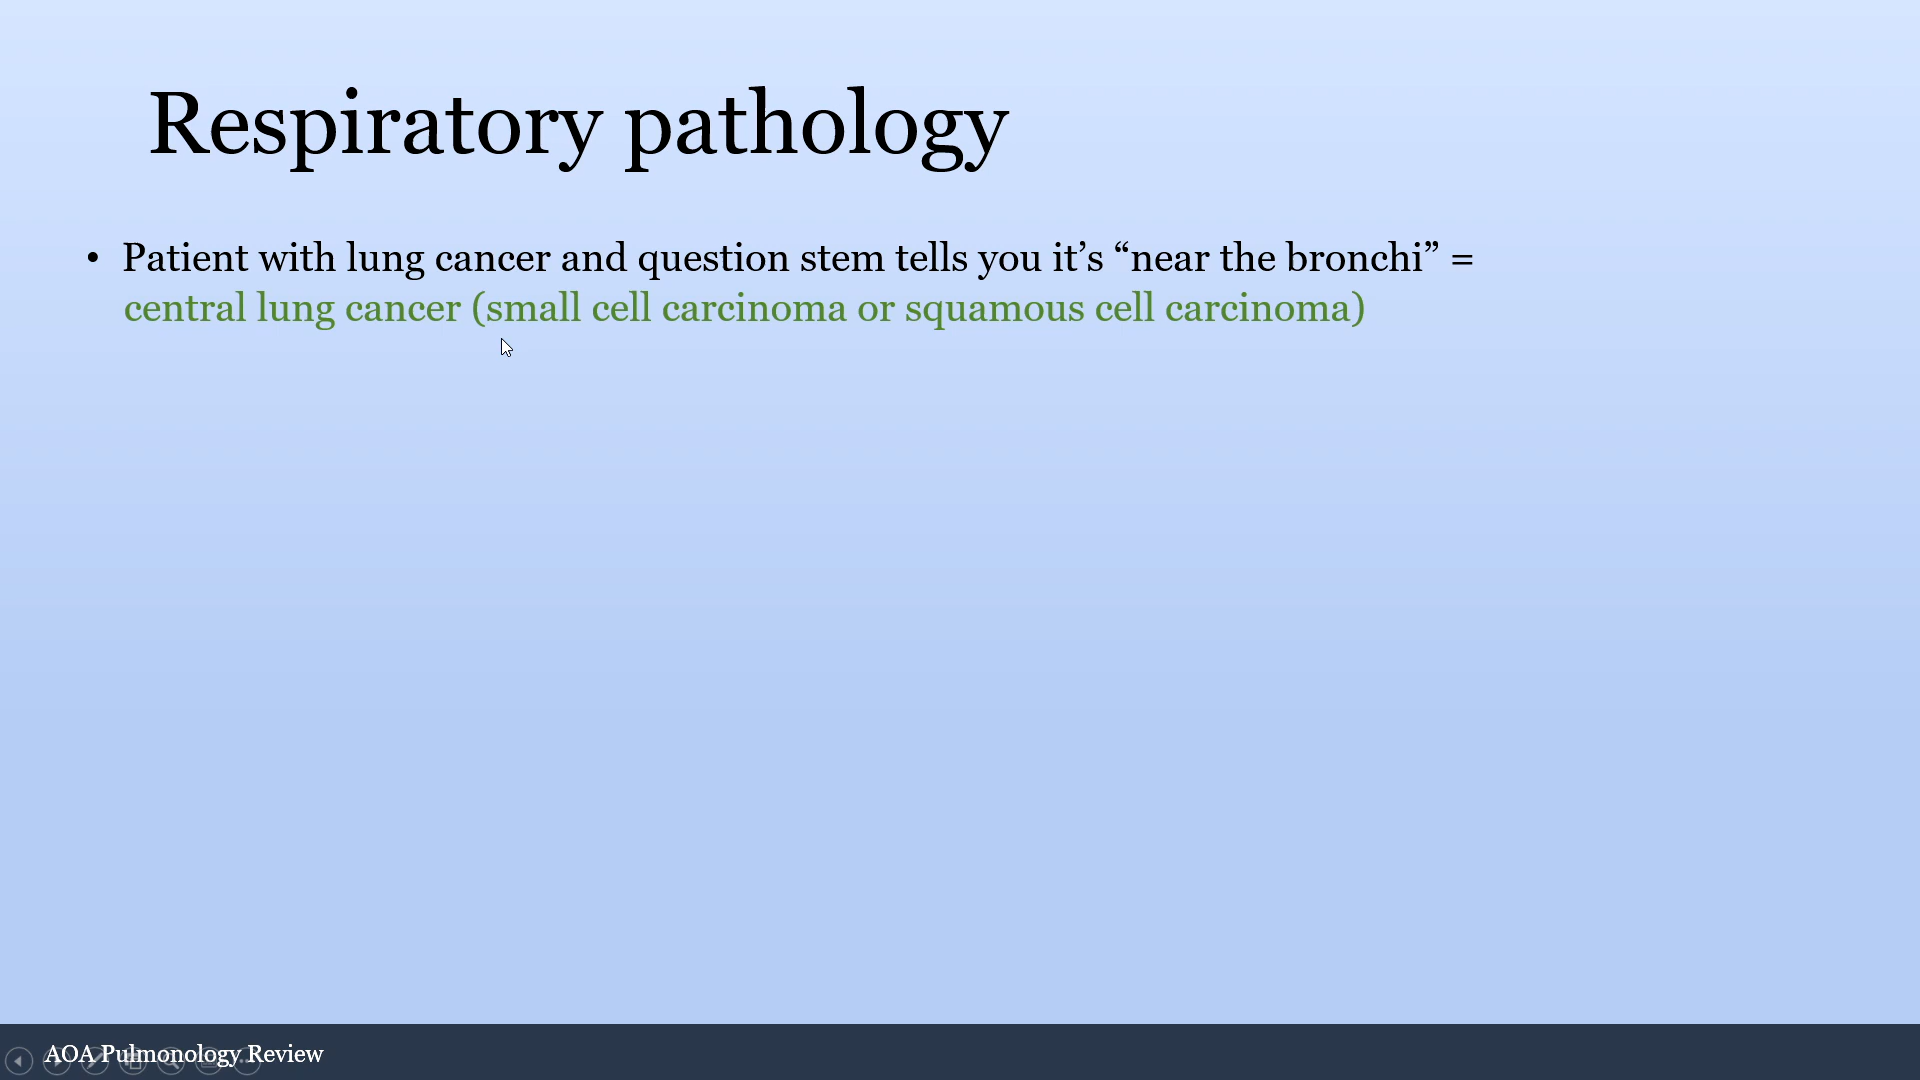 Respiratory pathology
• Patient with lung cancer and question stem tells you it’s “near the bronchi” =
central lung cancer (small cell carcinoma or squamous cell carcinoma)
AOA Pulmonology Review